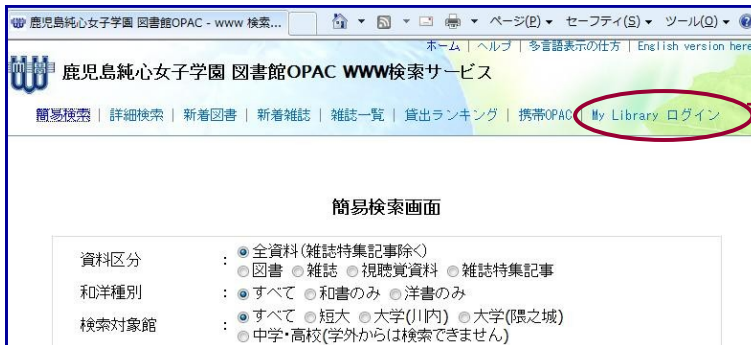 鹿児島純心女子学園 図書館OPAC - www 検索...
ページ(P) セーフティ(S) ツール(O)
ホーム | ヘルプ | 多言語表示の仕方 | English version here
鹿児島純心女子学園 図書館OPAC WWW検索サービス
簡易検索 | 詳細検索 | 新着図書 | 新着雑誌 | 雑誌一覧 | 貸出ランキング | 携帯OPAC | My Library ログイン
簡易検索画面
資料区分 : 全資料(雑誌特集記事除く)
図書 雑誌 視聴覚資料 雑誌特集記事
和洋種別 : すべて 和書のみ 洋書のみ
検索対象館 : すべて 短大 大学(川内) 大学(隈之城)
中学・高校(学外からは検索できません)